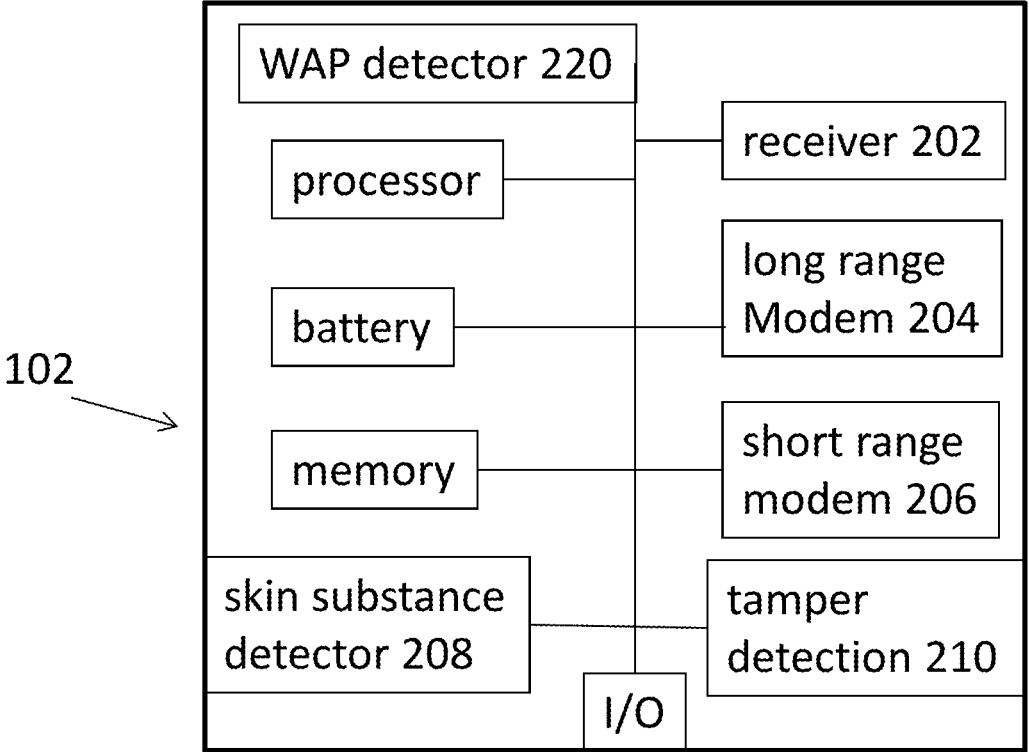 WAP detector 220
receiver 202
processor
long range
Modem 204
battery
102
short range
modem 206
memory
skin substance
detector 208
tamper
detection 210
I/O